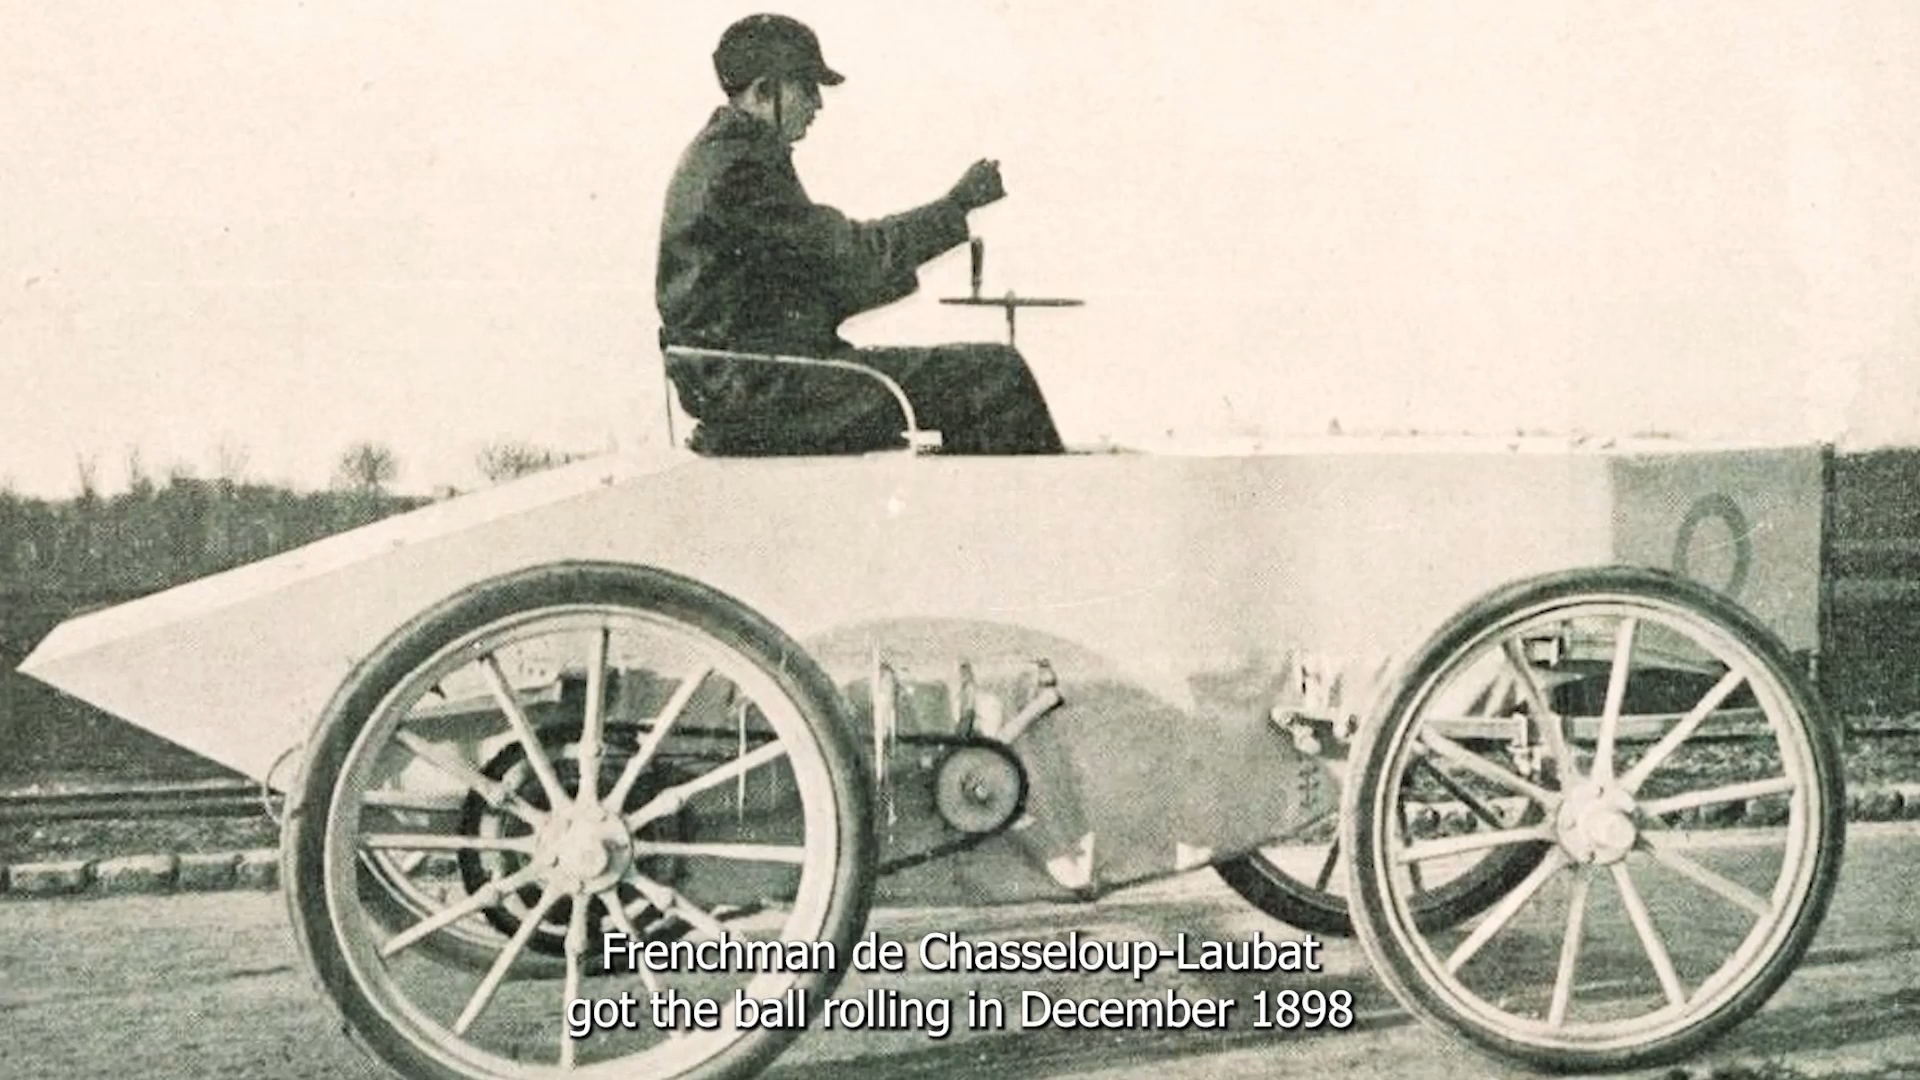 Frenchman de Chasseloup-Laubat
got the ball rolling in December 1898